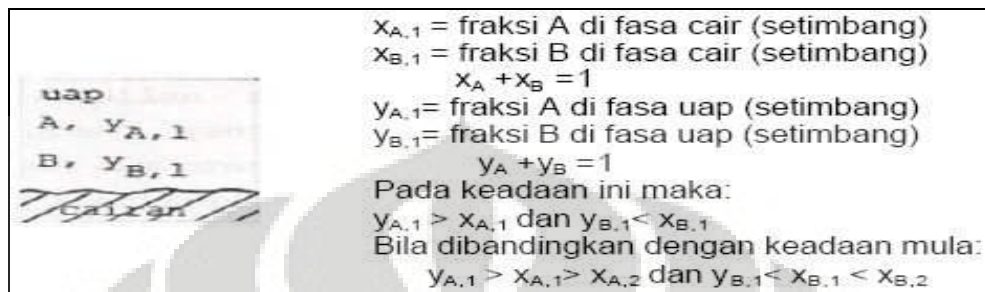 uap
A, yA,1
B, yB,1
cairan
xA,1 = fraksi A di fasa cair (setimbang)
xB,1 = fraksi B di fasa cair (setimbang)
xA +xB =1
yA,1= fraksi A di fasa uap (setimbang)
yB,1= fraksi B di fasa uap (setimbang)
yA +yB =1
Pada keadaan ini maka:
yA,1 > xA,1 dan yB,1< xB,1
Bila dibandingkan dengan keadaan mula:
yA,1 > xA,1> xA,2 dan yB,1< xB,1 < xB,2